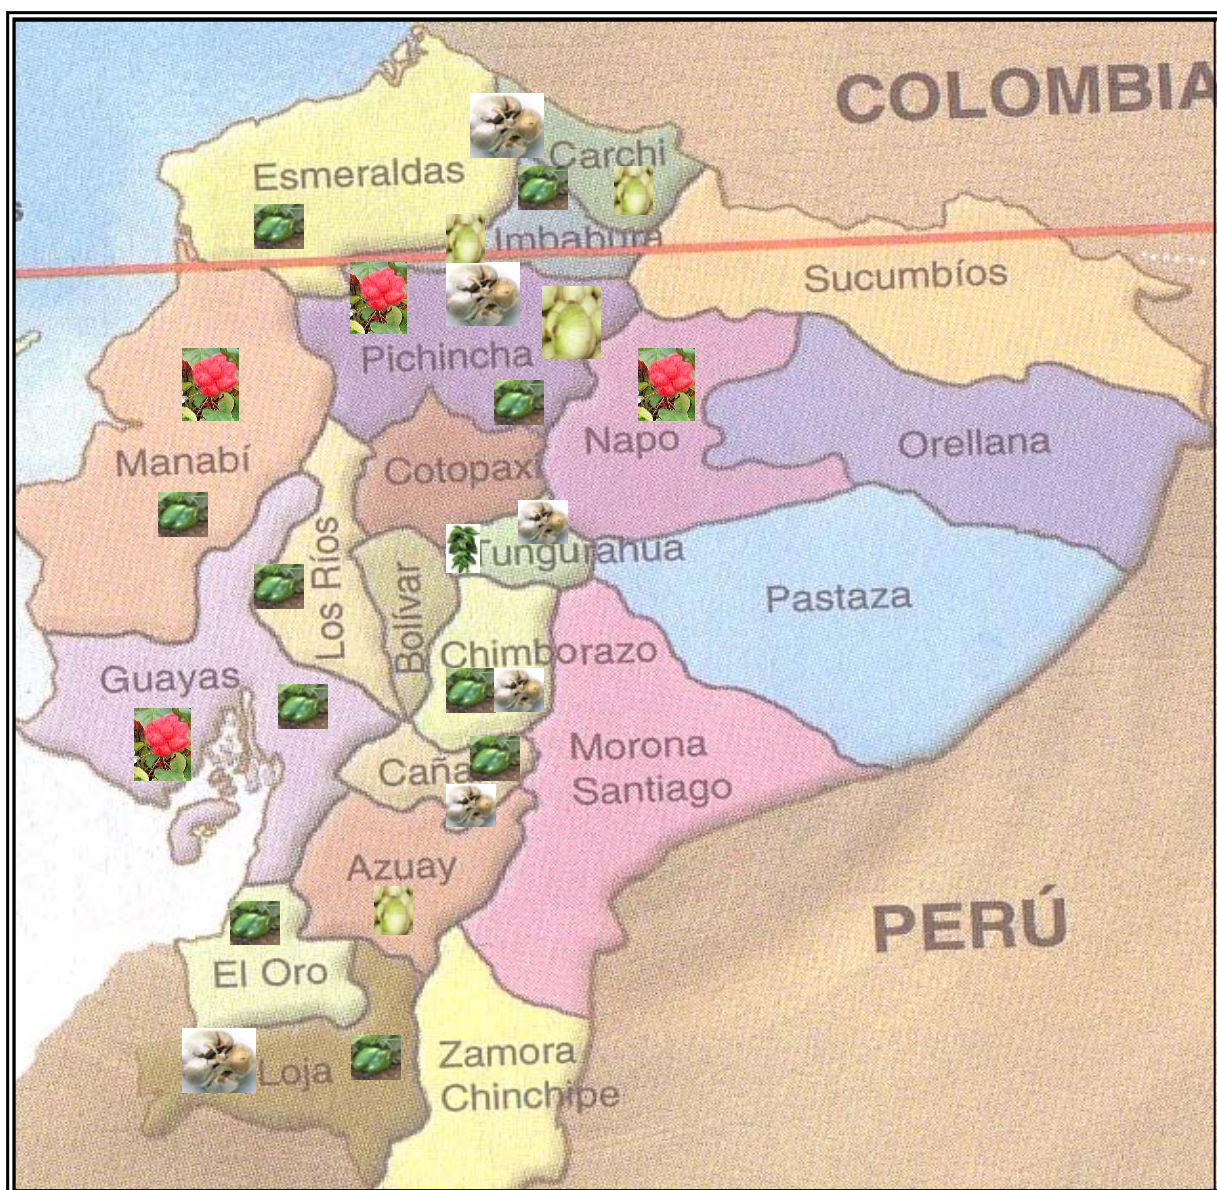 COLOMBIA
Carchi
Esmeraldas
Imbabura
Sucumbíos
Pichincha
Napo
Orellana
Manabí
Cotopaxi
Los Ríos
Tungurahua
Bolívar
Pastaza
Chimborazo
Guayas
Morona
Santiago
Caña
Azuay
PERÚ
El Oro
Loja
Zamora
Chinchipe